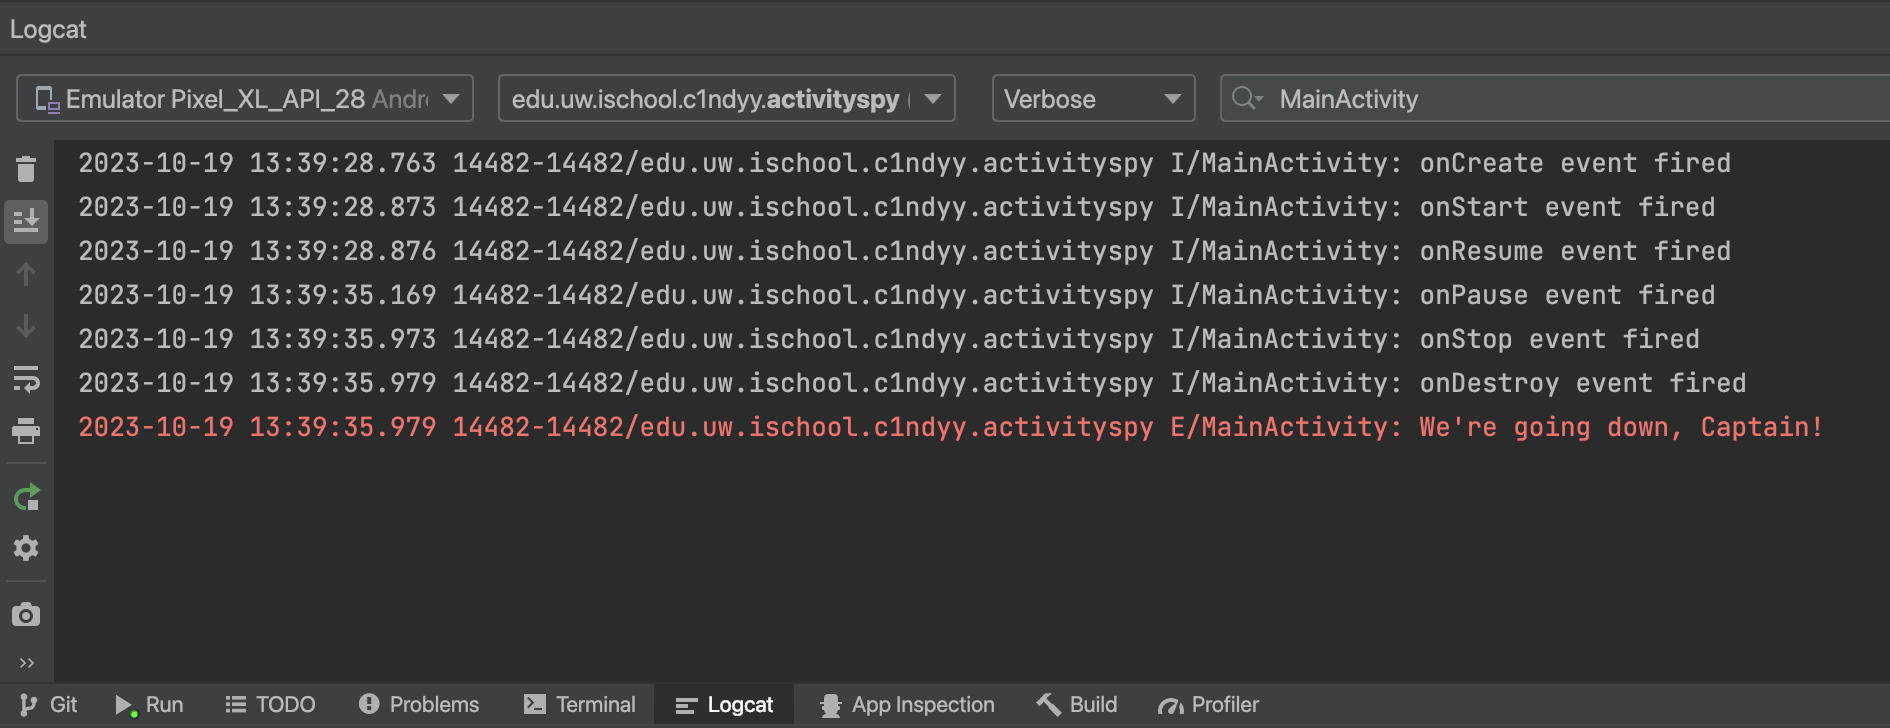 Logcat
Emulator Pixel_XL_API_28 Andr edu.uw.ischool.c1ndyy.activityspy ( Verbose MainActivity
2023-10-19 13:39:28.763 14482-14482/edu.uw.ischool.c1ndyy.activityspy I/MainActivity: onCreate event fired
2023-10-19 13:39:28.873 14482-14482/edu.uw.ischool.c1ndyy.activityspy I/MainActivity: onStart event fired
2023-10-19 13:39:28.876 14482-14482/edu.uw.ischool.c1ndyy.activityspy I/MainActivity: onResume event fired
2023-10-19 13:39:35.169 14482-14482/edu.uw.ischool.c1ndyy.activityspy I/MainActivity: onPause event fired
2023-10-19 13:39:35.973 14482-14482/edu.uw.ischool.c1ndyy.activityspy I/MainActivity: onStop event fired
2023-10-19 13:39:35.979 14482-14482/edu.uw.ischool.c1ndyy.activityspy I/MainActivity: onDestroy event fired
2023-10-19 13:39:35.979 14482-14482/edu.uw.ischool.c1ndyy.activityspy E/MainActivity: We're going down, Captain!
Git Run TODO Problems Terminal Logcat App Inspection Build Profiler